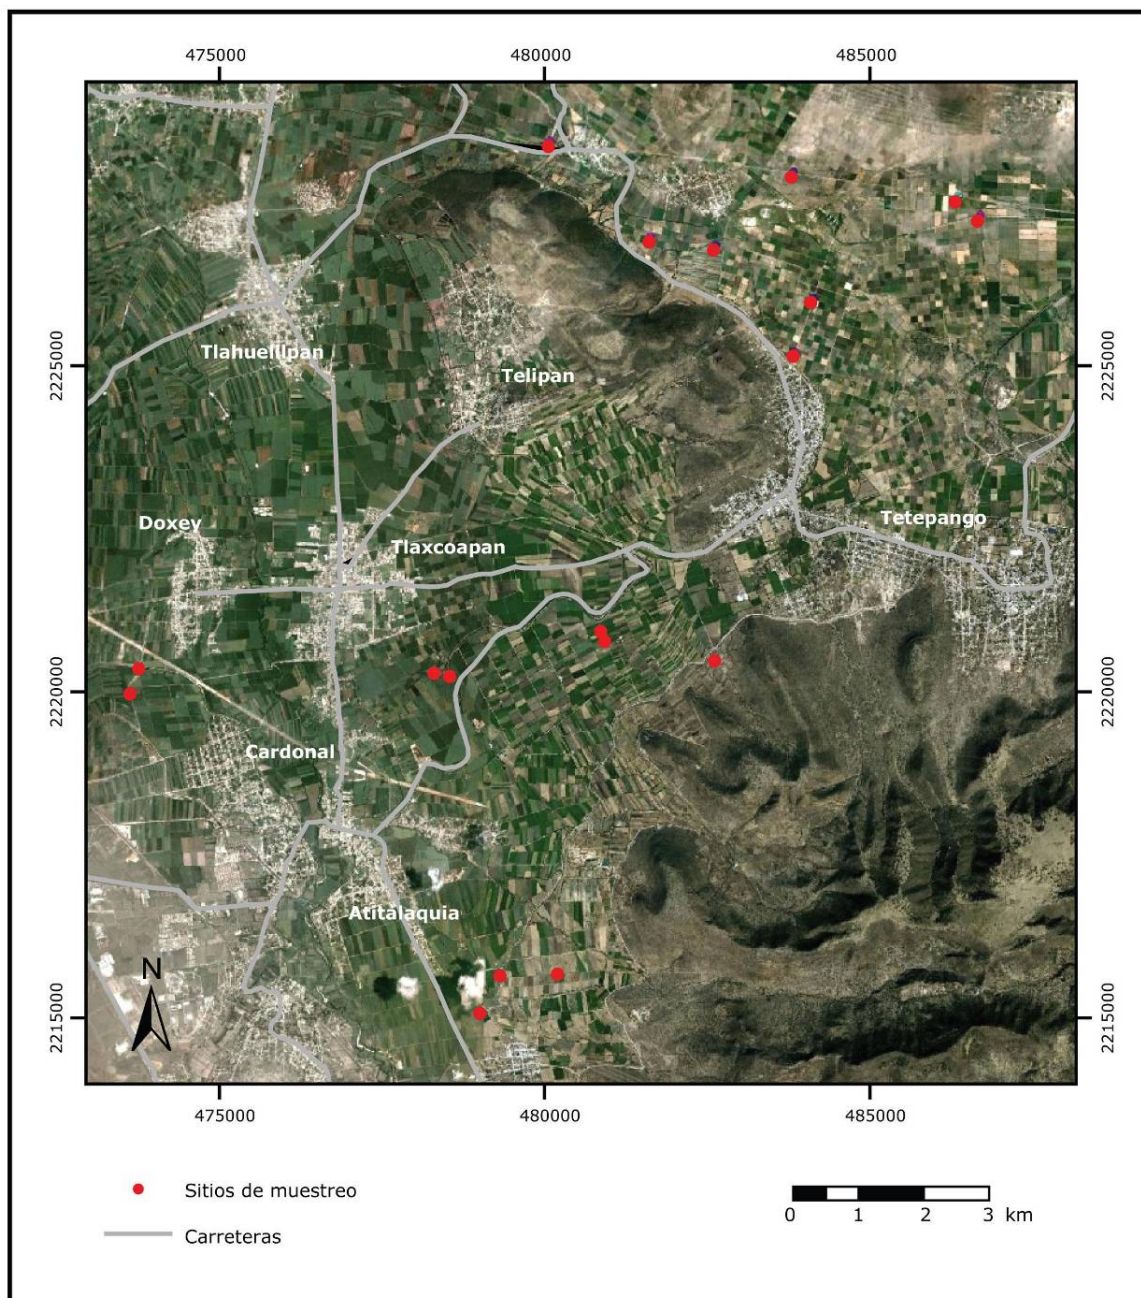 475000 480000 485000
2225000
2225000
Tlahuelilpan
Telipan
Doxey
Tlaxcoapan
Tetepango
2220000
2220000
Cardonal
Atitalaquia
N
2215000
2215000
475000 480000 485000
Sitios de muestreo
Carreteras
0 1 2 3 km